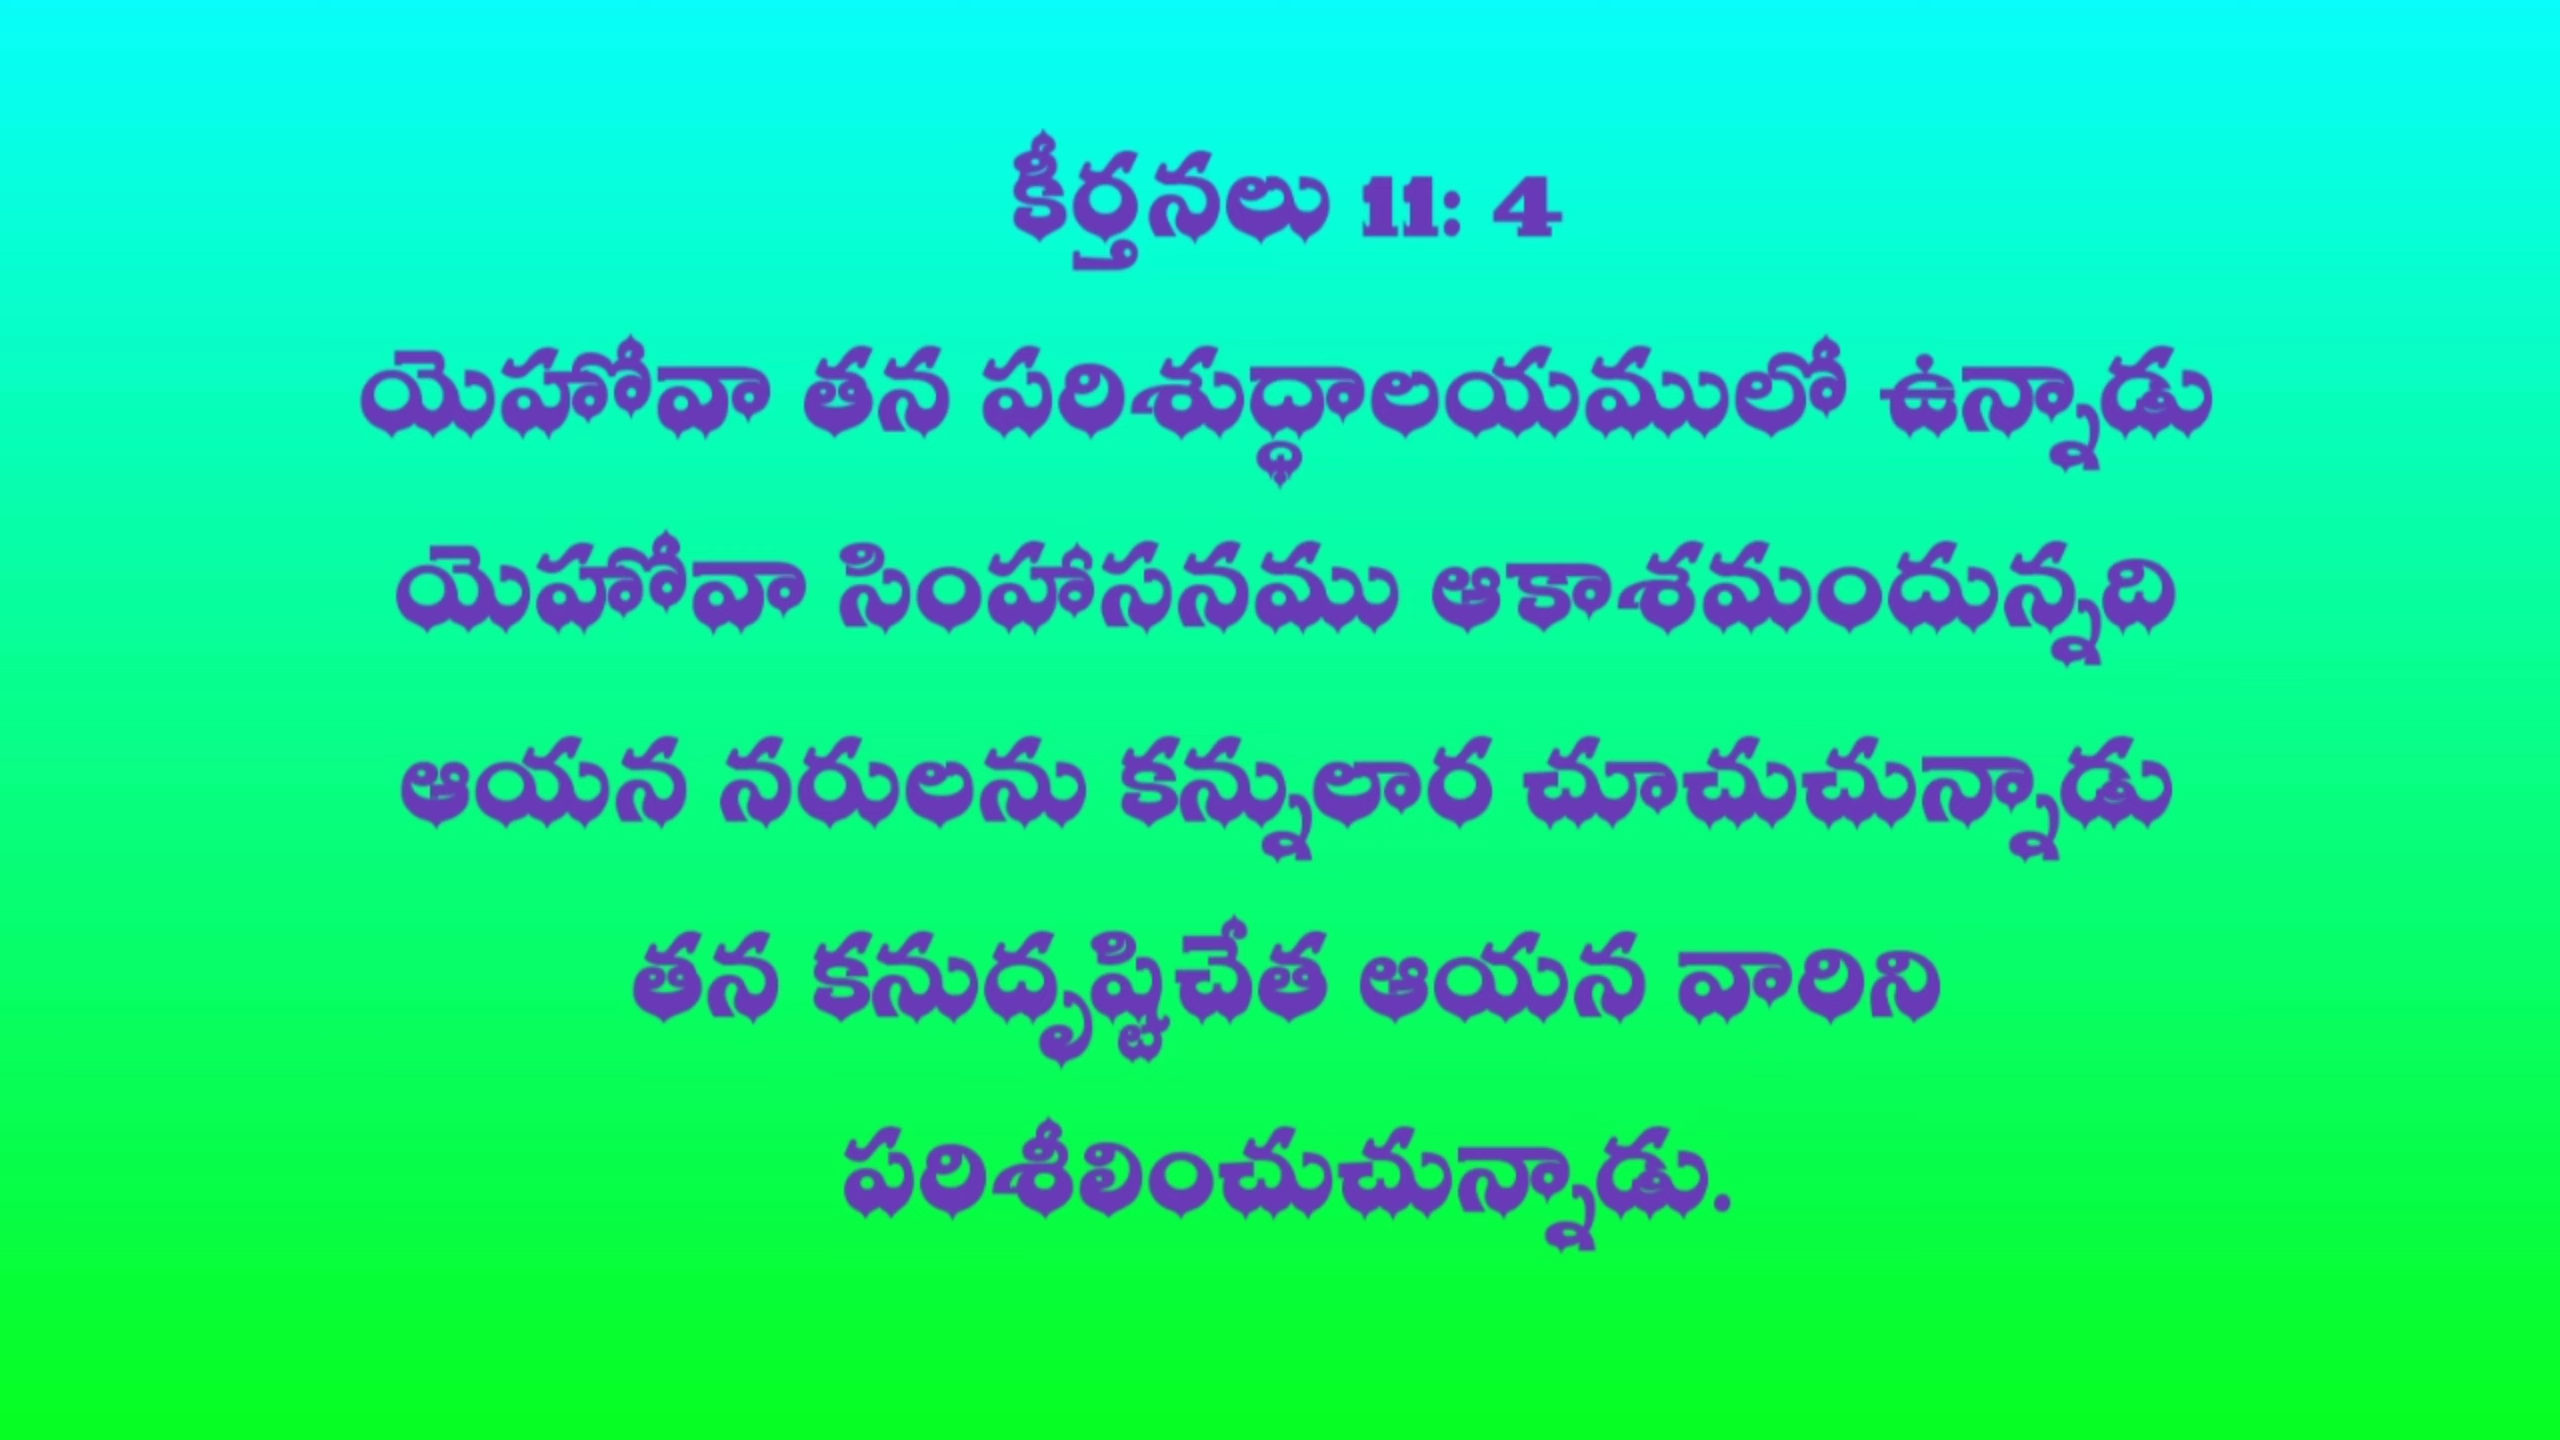 కీర్తనలు 11: 4
యెహోవా తన పరిశుద్ధాలయములో ఉన్నాడు
యెహోవా సింహాసనము ఆకాశమందున్నది
ఆయన నరులను కన్నులార చూచుచున్నాడు
తన కనుదృష్టిచేత ఆయన వారిని
పరిశీలించుచున్నాడు.